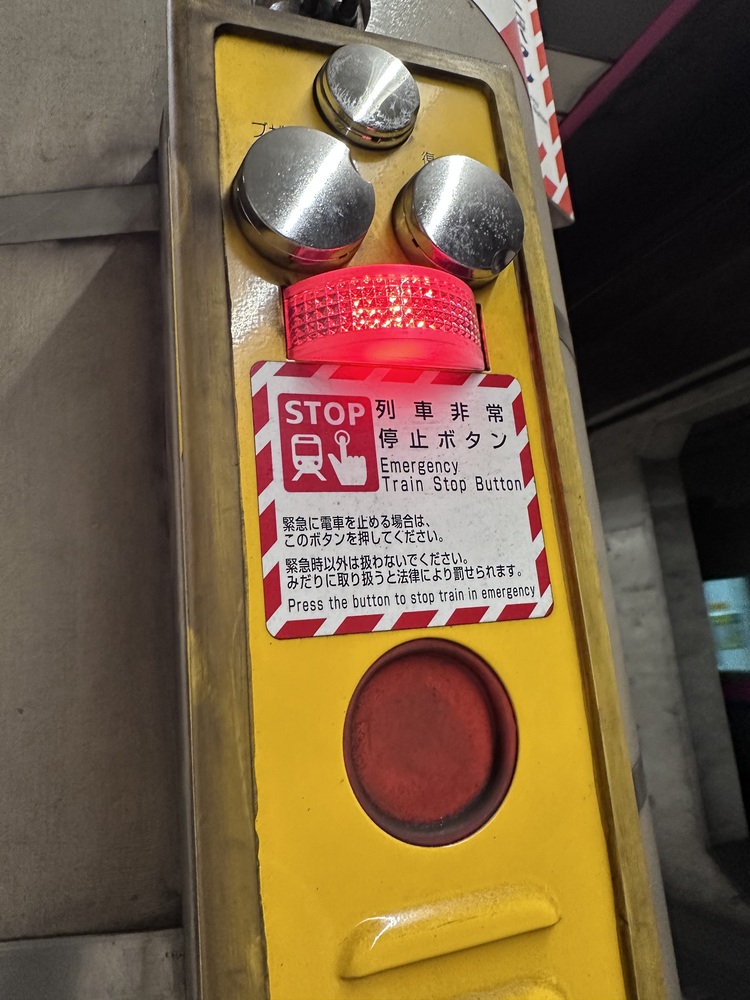 STOP
列車非常
停止ボタン
Emergency
Train Stop Button
緊急に電車を止める場合は、
このボタンを押してください。
緊急時以外は扱わないでください。
みだりに取り扱うと法律により罰せられます。
Press the button to stop train in emergency